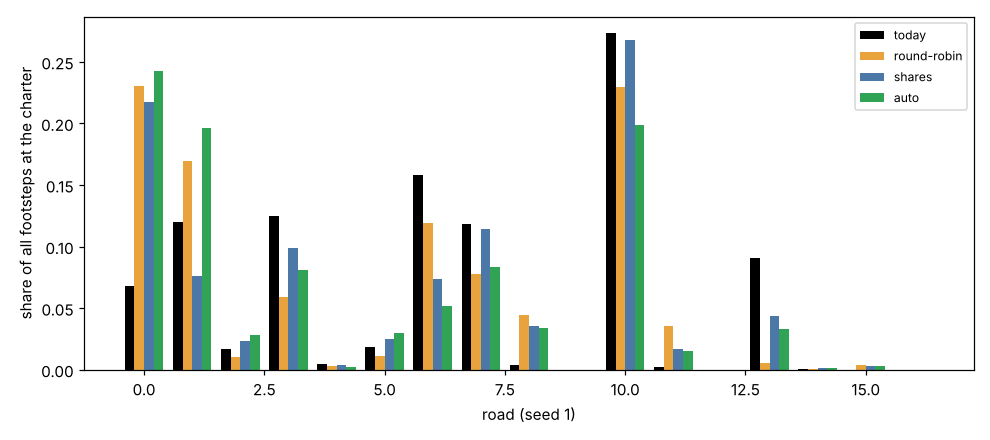 share of all footsteps at the charter
0.25
0.20
0.15
0.10
0.05
0.00
0.0 2.5 5.0 7.5 10.0 12.5 15.0
road (seed 1)
today
round-robin
shares
auto